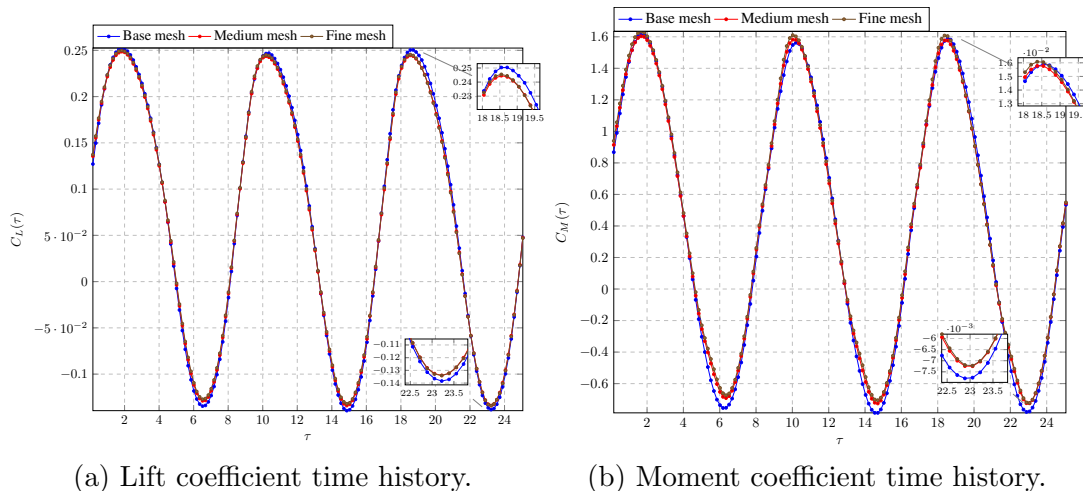 Base mesh Medium mesh Fine mesh
0.25
0.2
0.15
0.1
5 · 10⁻²
0
−5 · 10⁻²
−0.1
C_L(τ)
2 4 6 8 10 12 14 16 18 20 22 24
τ
0.25
0.24
0.23
18 18.5 19 19.5
−0.11
−0.12
−0.13
−0.14
22.5 23 23.5
(a) Lift coefficient time history.
Base mesh Medium mesh Fine mesh
1.6
1.4
1.2
1
0.8
0.6
0.4
0.2
0
−0.2
−0.4
−0.6
C_M(τ)
2 4 6 8 10 12 14 16 18 20 22 24
τ
·10⁻²
1.6
1.5
1.4
1.3
18 18.5 19 19.
·10⁻³
−6
−6.5
−7
−7.5
22.5 23 23.5
(b) Moment coefficient time history.